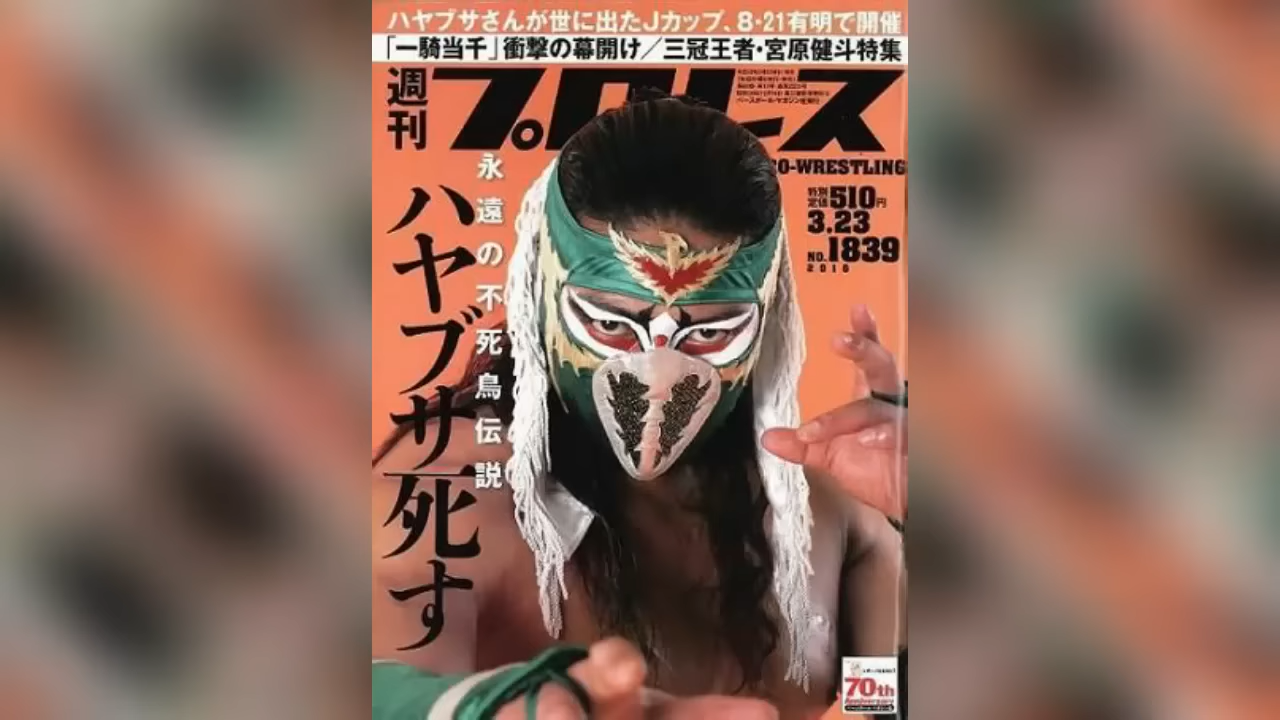 ハヤブサさんが世に出たJカップ、8・21有明で開催
「一騎当千」衝撃の幕開け／三冠王者・宮原健斗特集
週刊
プロレス
CO-WRESTLING
特別定価510円
3.23
NO.1839
2016
永遠の不死鳥伝説
ハヤブサ死す
70th
Anniversary